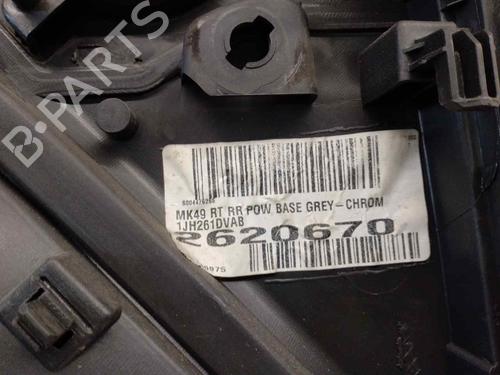 B-PARTS
MK49 RT RR POW BASE GREY-CHROM
1JH261DVAB
2620670